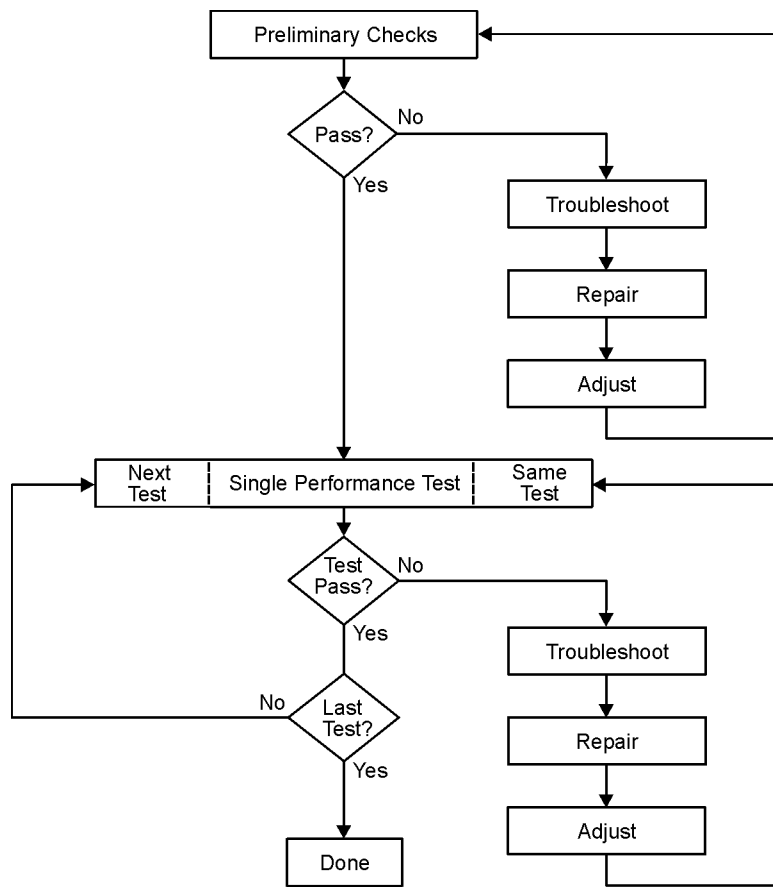 Preliminary Checks
Pass?
No
Yes
Troubleshoot
Repair
Adjust
Next
Test
Single Performance Test
Same
Test
Test
Pass?
No
Yes
Troubleshoot
Repair
Adjust
Last
Test?
No
Yes
Done